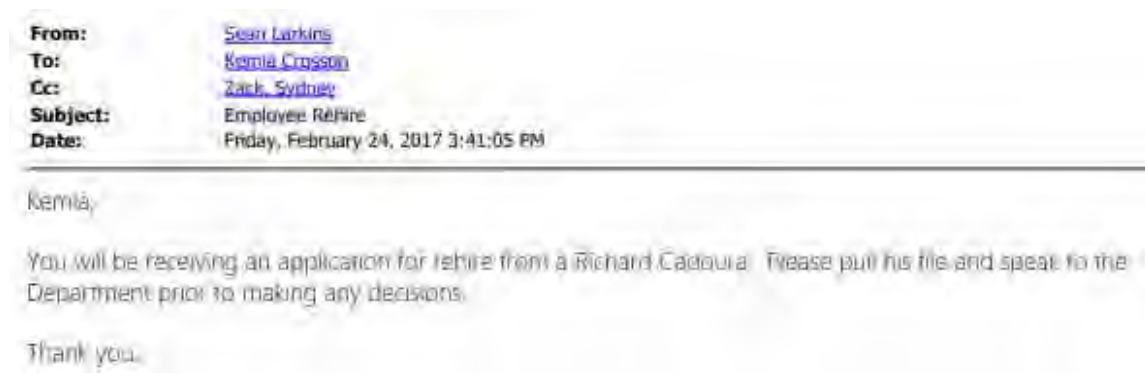 From: Sean Larkins
To: Kemia Crosson
Cc: Zack, Sydney
Subject: Employee Rehire
Date: Friday, February 24, 2017 3:41:05 PM
Kemia,
You will be receiving an application for rehire from a Richard Please pull his file and speak to the
Department prior to making any decisions.
Thank you.